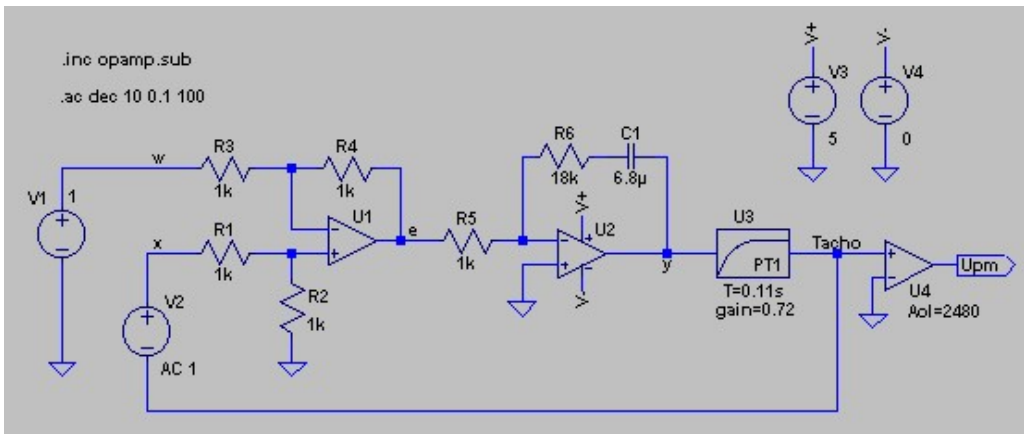 .inc opamp.sub
.ac dec 10 0.1 100
V+
V-
V3
V4
5
0
w
R3
1k
R4
1k
R6
18k
C1
6.8µ
V1
1
U1
e
R5
1k
V+
U2
V-
y
U3
PT1
T=0.11s
gain=0.72
Tacho
U4
Aol=2480
Upm
x
R1
1k
R2
1k
V2
AC 1